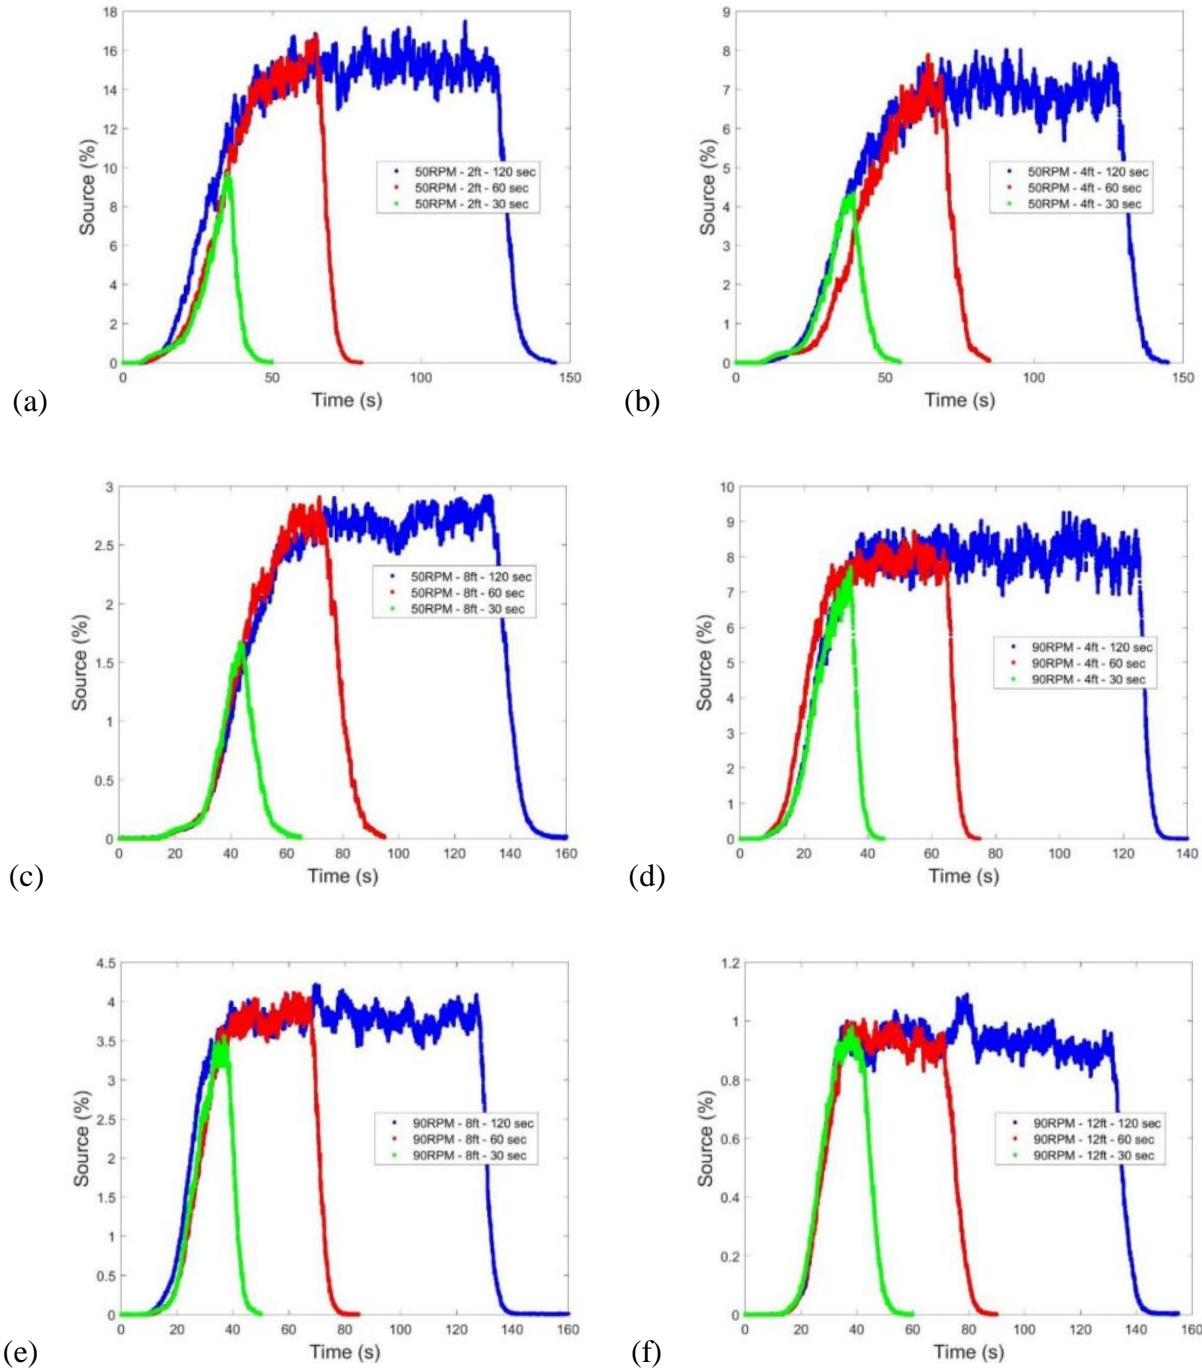 18
16
14
12
10
8
6
4
2
0
Source (%)
50RPM - 2ft - 120 sec
50RPM - 2ft - 60 sec
50RPM - 2ft - 30 sec
0 50 100 150
Time (s)
(a)
9
8
7
6
5
4
3
2
1
0
Source (%)
50RPM - 4ft - 120 sec
50RPM - 4ft - 60 sec
50RPM - 4ft - 30 sec
0 50 100 150
Time (s)
(b)
3
2.5
2
1.5
1
0.5
0
Source (%)
50RPM - 8ft - 120 sec
50RPM - 8ft - 60 sec
50RPM - 8ft - 30 sec
0 20 40 60 80 100 120 140 160
Time (s)
(c)
10
9
8
7
6
5
4
3
2
1
0
Source (%)
90RPM - 4ft - 120 sec
90RPM - 4ft - 60 sec
90RPM - 4ft - 30 sec
0 20 40 60 80 100 120 140
Time (s)
(d)
4.5
4
3.5
3
2.5
2
1.5
1
0.5
0
Source (%)
90RPM - 8ft - 120 sec
90RPM - 8ft - 60 sec
90RPM - 8ft - 30 sec
0 20 40 60 80 100 120 140 160
Time (s)
(e)
1.2
1
0.8
0.6
0.4
0.2
0
Source (%)
90RPM - 12ft - 120 sec
90RPM - 12ft - 60 sec
90RPM - 12ft - 30 sec
0 20 40 60 80 100 120 140 160
Time (s)
(f)